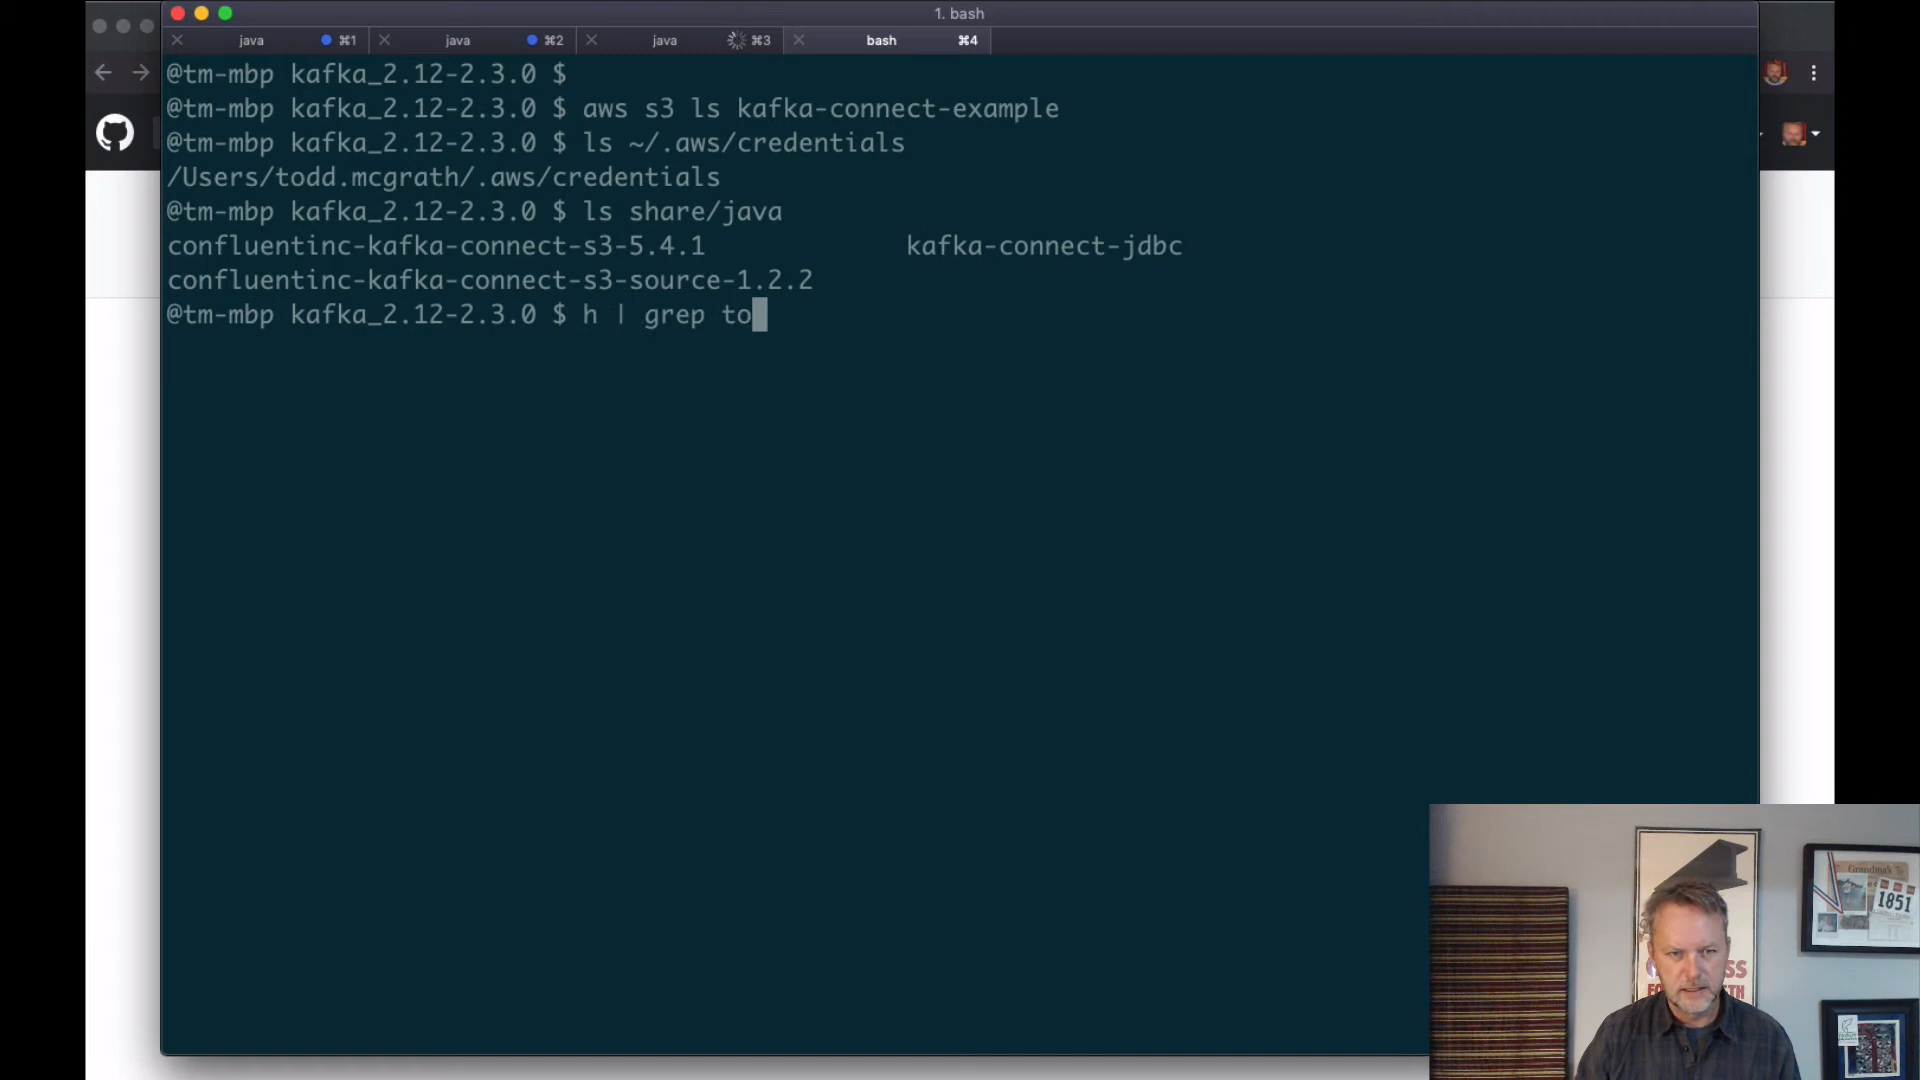 1. bash
java ⌘1 java ⌘2 java ⌘3 bash ⌘4
@tm-mbp kafka_2.12-2.3.0 $
@tm-mbp kafka_2.12-2.3.0 $ aws s3 ls kafka-connect-example
@tm-mbp kafka_2.12-2.3.0 $ ls ~/.aws/credentials
/Users/todd.mcgrath/.aws/credentials
@tm-mbp kafka_2.12-2.3.0 $ ls share/java
confluentinc-kafka-connect-s3-5.4.1 kafka-connect-jdbc
confluentinc-kafka-connect-s3-source-1.2.2
@tm-mbp kafka_2.12-2.3.0 $ h | grep to
Grandma's
1851